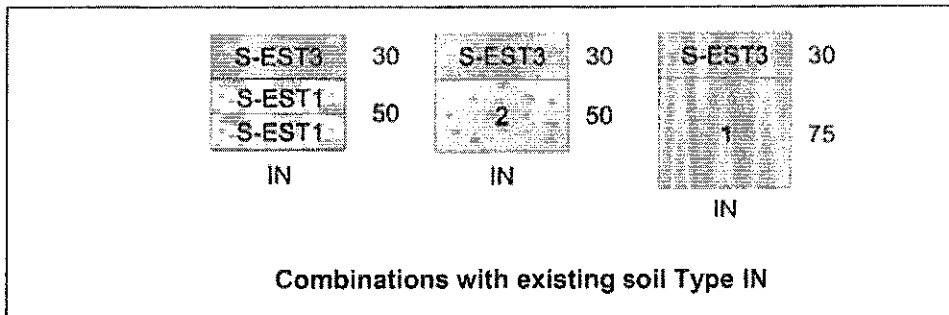 S-EST3 30 S-EST3 30 S-EST3 30
S-EST1 50 2 50 1 75
S-EST1
IN IN IN
Combinations with existing soil Type IN